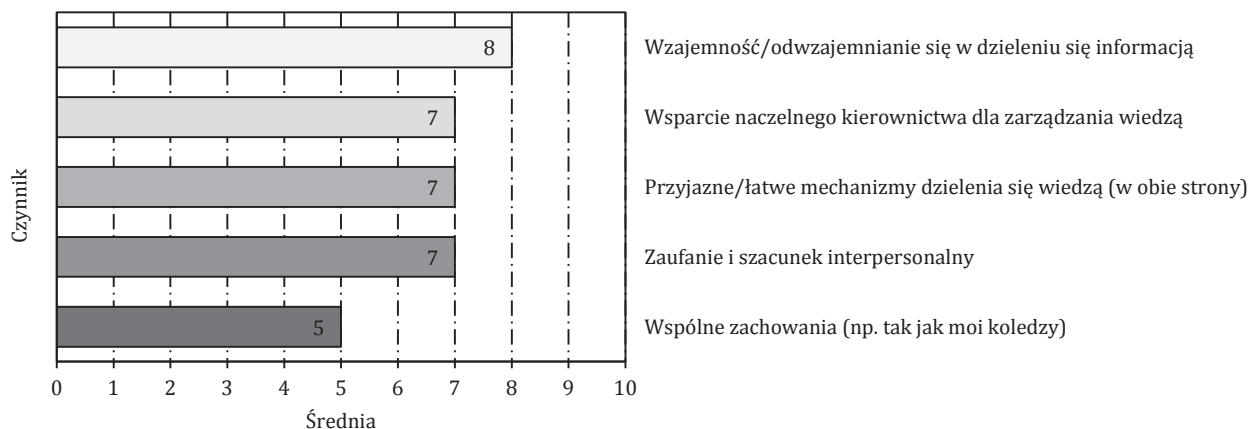 8 Wzajemność/odwzajemnianie się w dzieleniu się informacją
7 Wsparcie naczelnego kierownictwa dla zarządzania wiedzą
7 Przyjazne/łatwe mechanizmy dzielenia się wiedzą (w obie strony)
7 Zaufanie i szacunek interpersonalny
5 Wspólne zachowania (np. tak jak moi koledzy)
Czynnik
0 1 2 3 4 5 6 7 8 9 10
Średnia